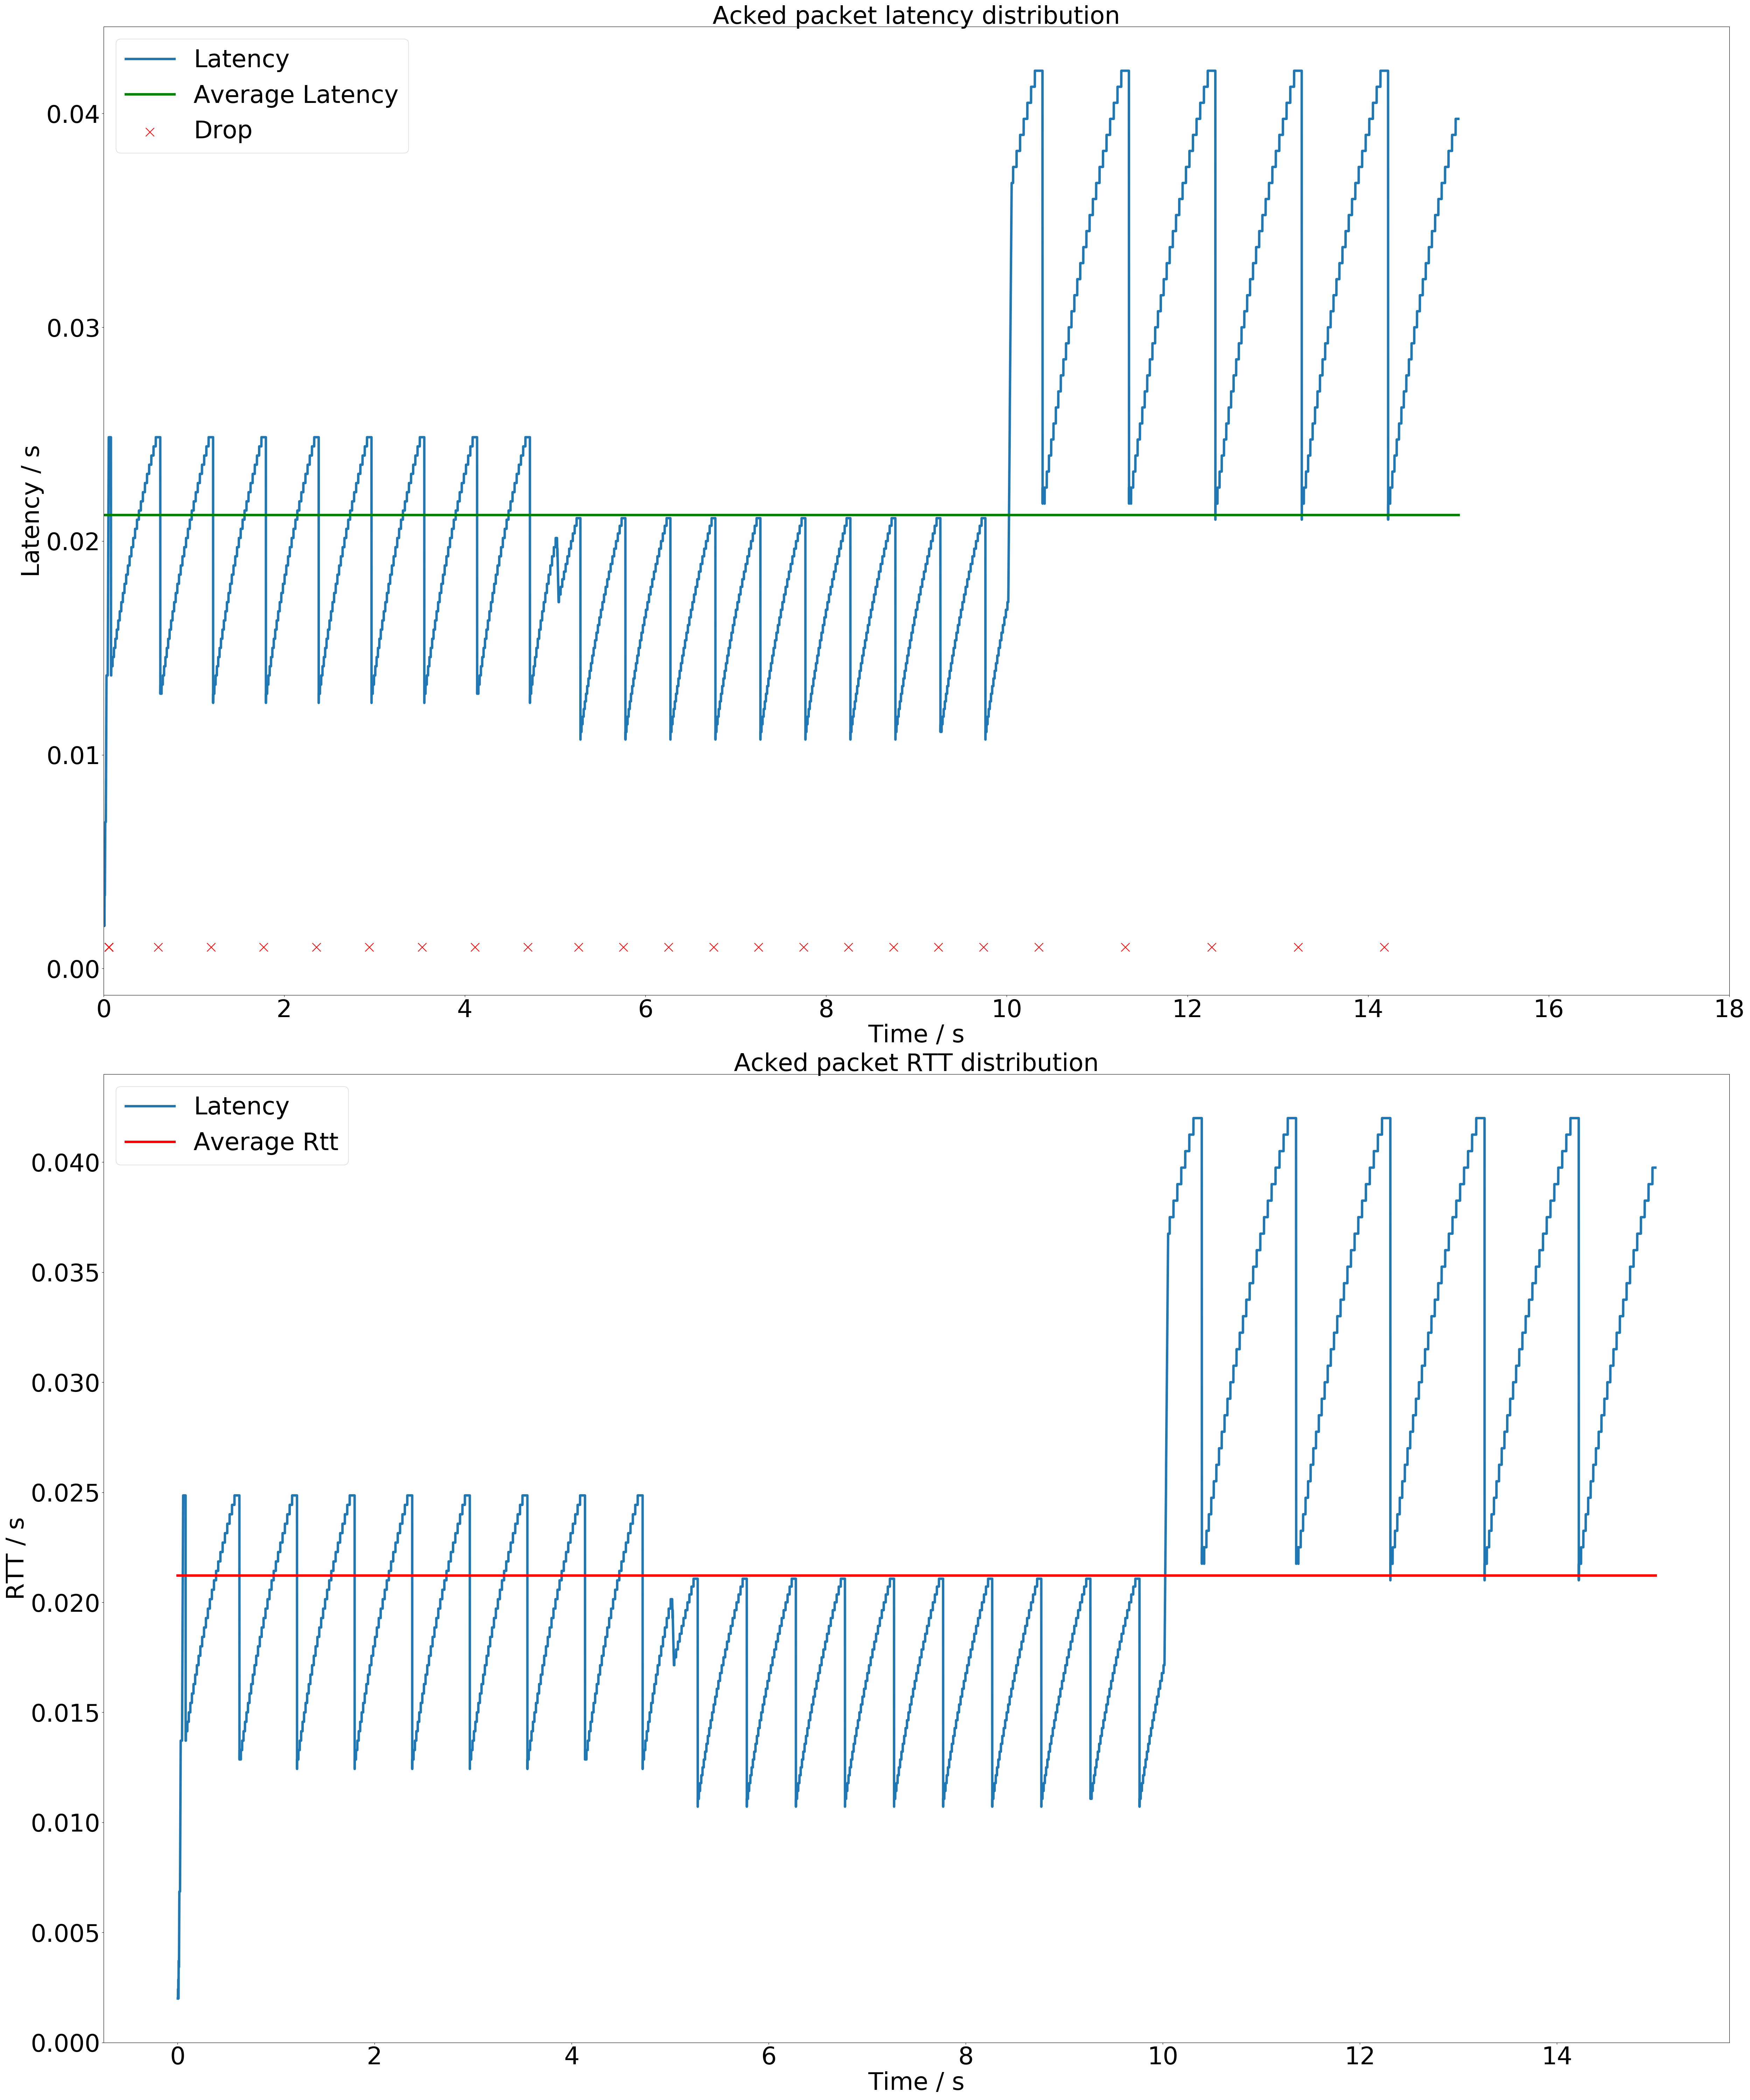 Acked packet latency distribution
Latency
Average Latency
Drop
0.04
0.03
0.02
0.01
0.00
Latency / s
0 2 4 6 8 10 12 14 16 18
Time / s
Acked packet RTT distribution
Latency
Average Rtt
0.040
0.035
0.030
0.025
0.020
0.015
0.010
0.005
0.000
RTT / s
0 2 4 6 8 10 12 14
Time / s